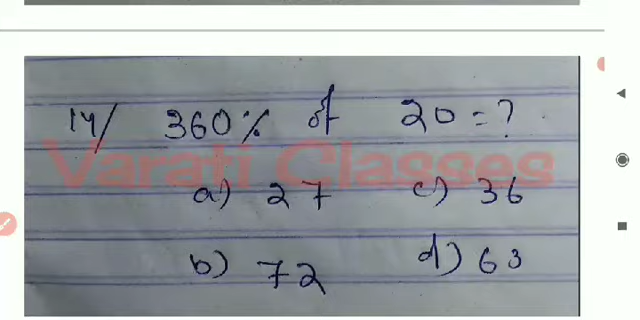 14/ 360% of 20 = ?
Varati Classes
a) 27 c) 36
b) 72 d) 63